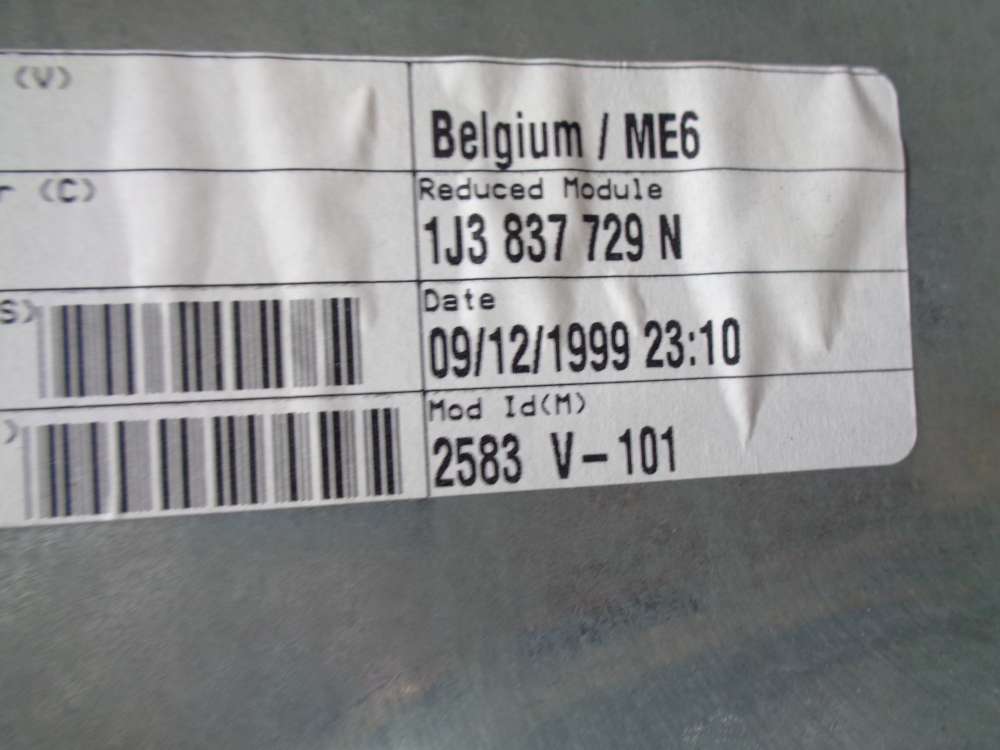 (V)
Belgium / ME6
r (C)
Reduced Module
1J3 837 729 N
S)
Date
09/12/1999 23:10
)
Mod Id(M)
2583 V-101